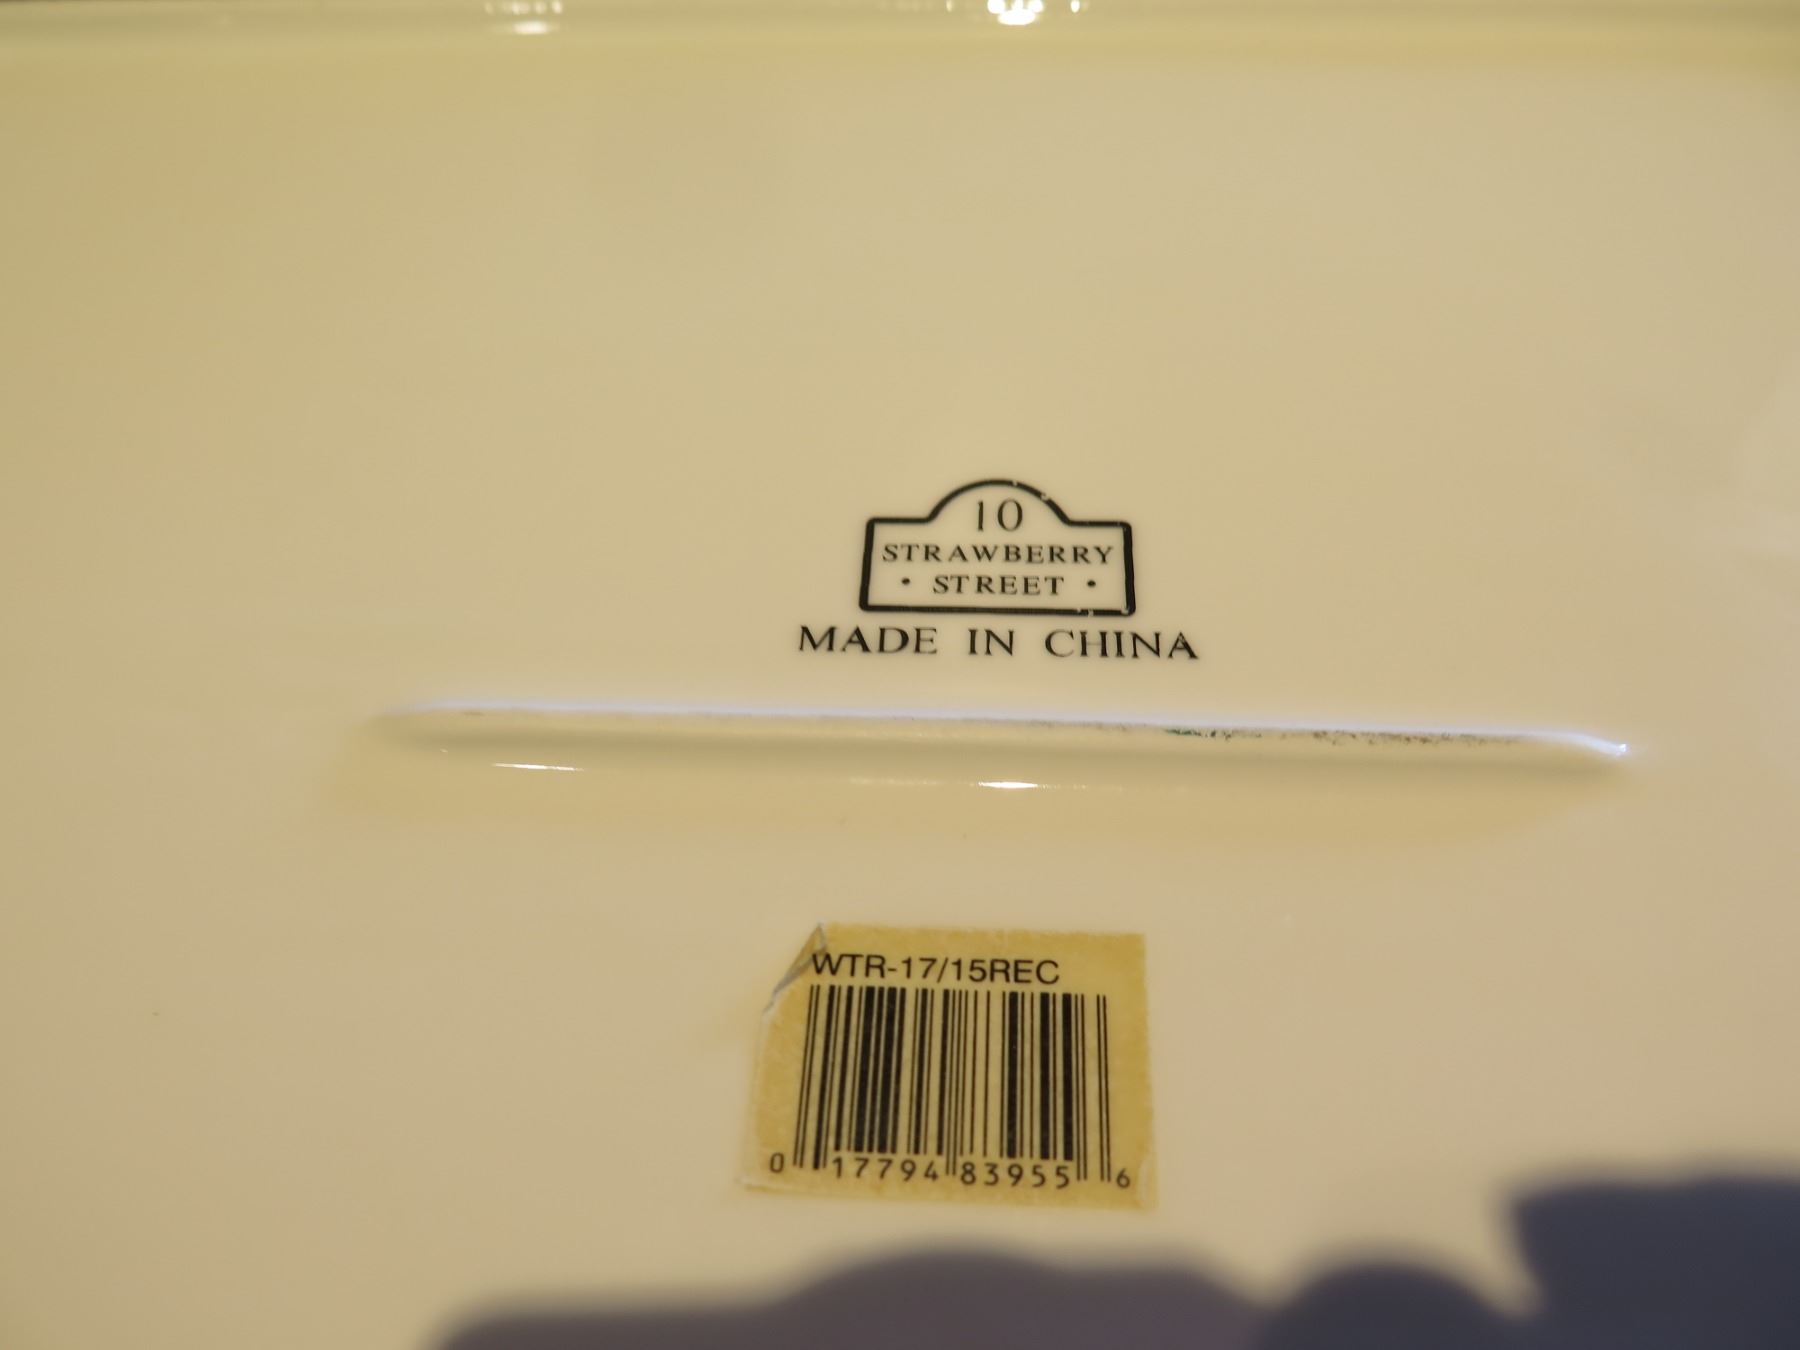 10
STRAWBERRY
• STREET •
MADE IN CHINA
WTR-17/15REC
0 17794 83955 6